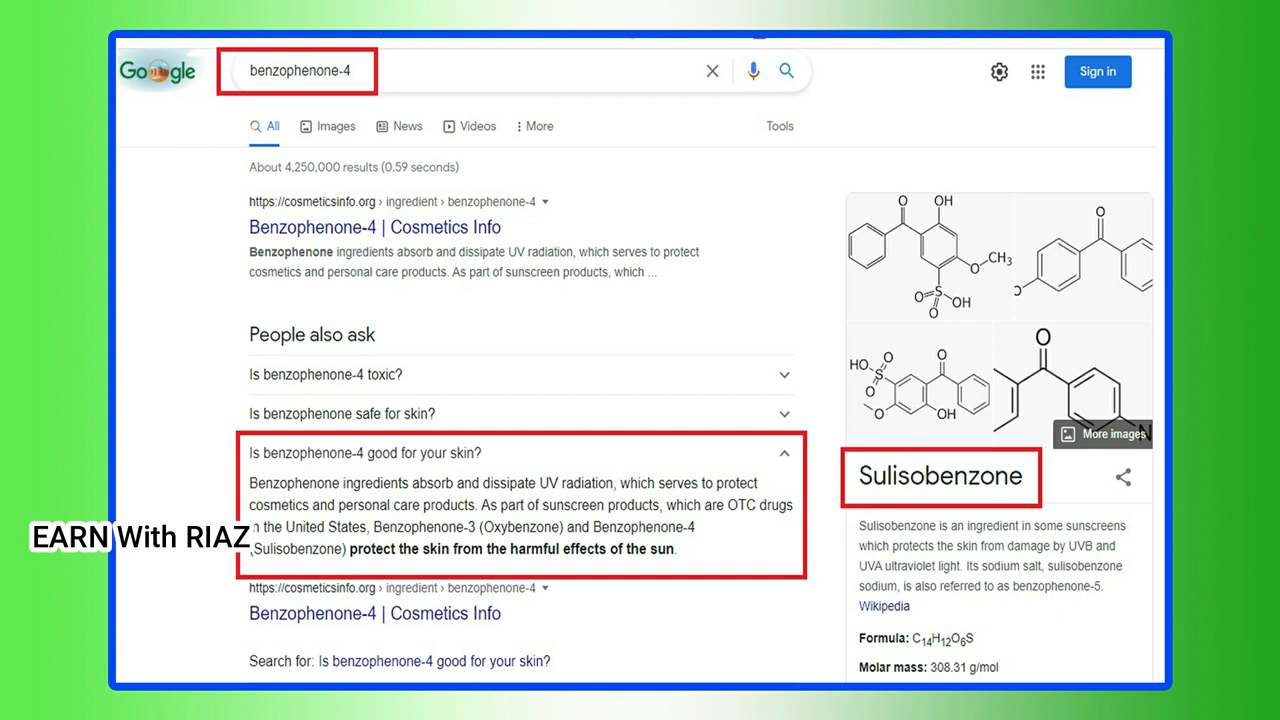 Google
benzophenone-4
Sign in
All
Images
News
Videos
More
Tools
About 4,250,000 results (0.59 seconds)
https://cosmeticsinfo.org › ingredient › benzophenone-4
Benzophenone-4 | Cosmetics Info
Benzophenone ingredients absorb and dissipate UV radiation, which serves to protect
cosmetics and personal care products. As part of sunscreen products, which ...
People also ask
Is benzophenone-4 toxic?
Is benzophenone safe for skin?
Is benzophenone-4 good for your skin?
Benzophenone ingredients absorb and dissipate UV radiation, which serves to protect
cosmetics and personal care products. As part of sunscreen products, which are OTC drugs
in the United States, Benzophenone-3 (Oxybenzone) and Benzophenone-4
(Sulisobenzone) protect the skin from the harmful effects of the sun.
https://cosmeticsinfo.org › ingredient › benzophenone-4
Benzophenone-4 | Cosmetics Info
Search for: Is benzophenone-4 good for your skin?
EARN With RIAZ
O OH
O CH₃
O S OH
O
O
O
HO S O
O
O
O OH
O
N
More images
Sulisobenzone
Sulisobenzone is an ingredient in some sunscreens
which protects the skin from damage by UVB and
UVA ultraviolet light. Its sodium salt, sulisobenzone
sodium, is also referred to as benzophenone-5.
Wikipedia
Formula: C₁₄H₁₂O₆S
Molar mass: 308.31 g/mol